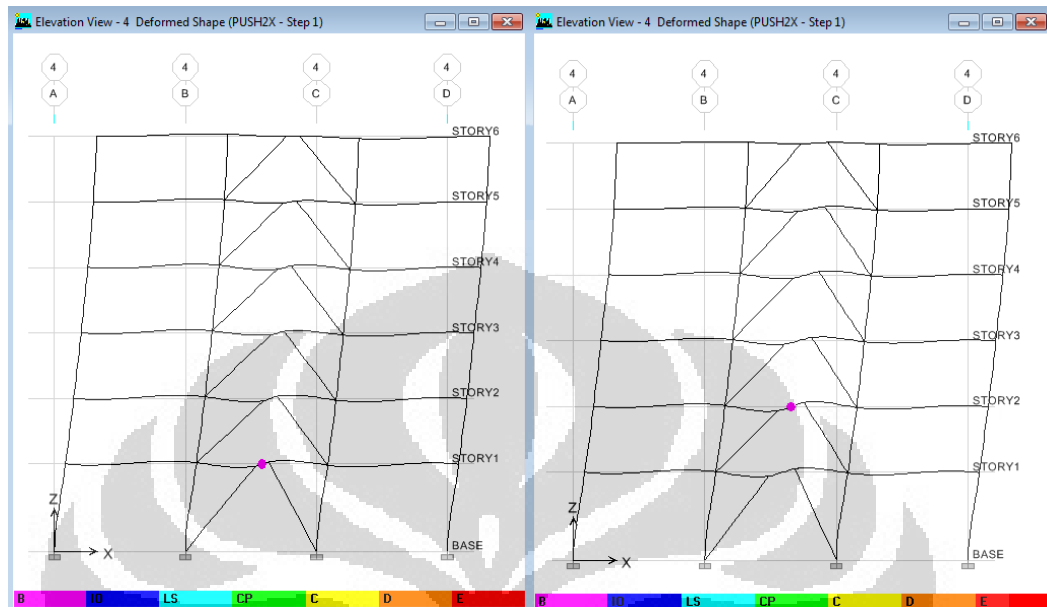 Elevation View - 4 Deformed Shape (PUSH2X - Step 1)
4 4 4 4
A B C D
STORY6
STORY5
STORY4
STORY3
STORY2
STORY1
BASE
Z
X
B IO LS CP C D E
Elevation View - 4 Deformed Shape (PUSH2X - Step 1)
4 4 4 4
A B C D
STORY6
STORY5
STORY4
STORY3
STORY2
STORY1
BASE
Z
X
B IO LS CP C D E